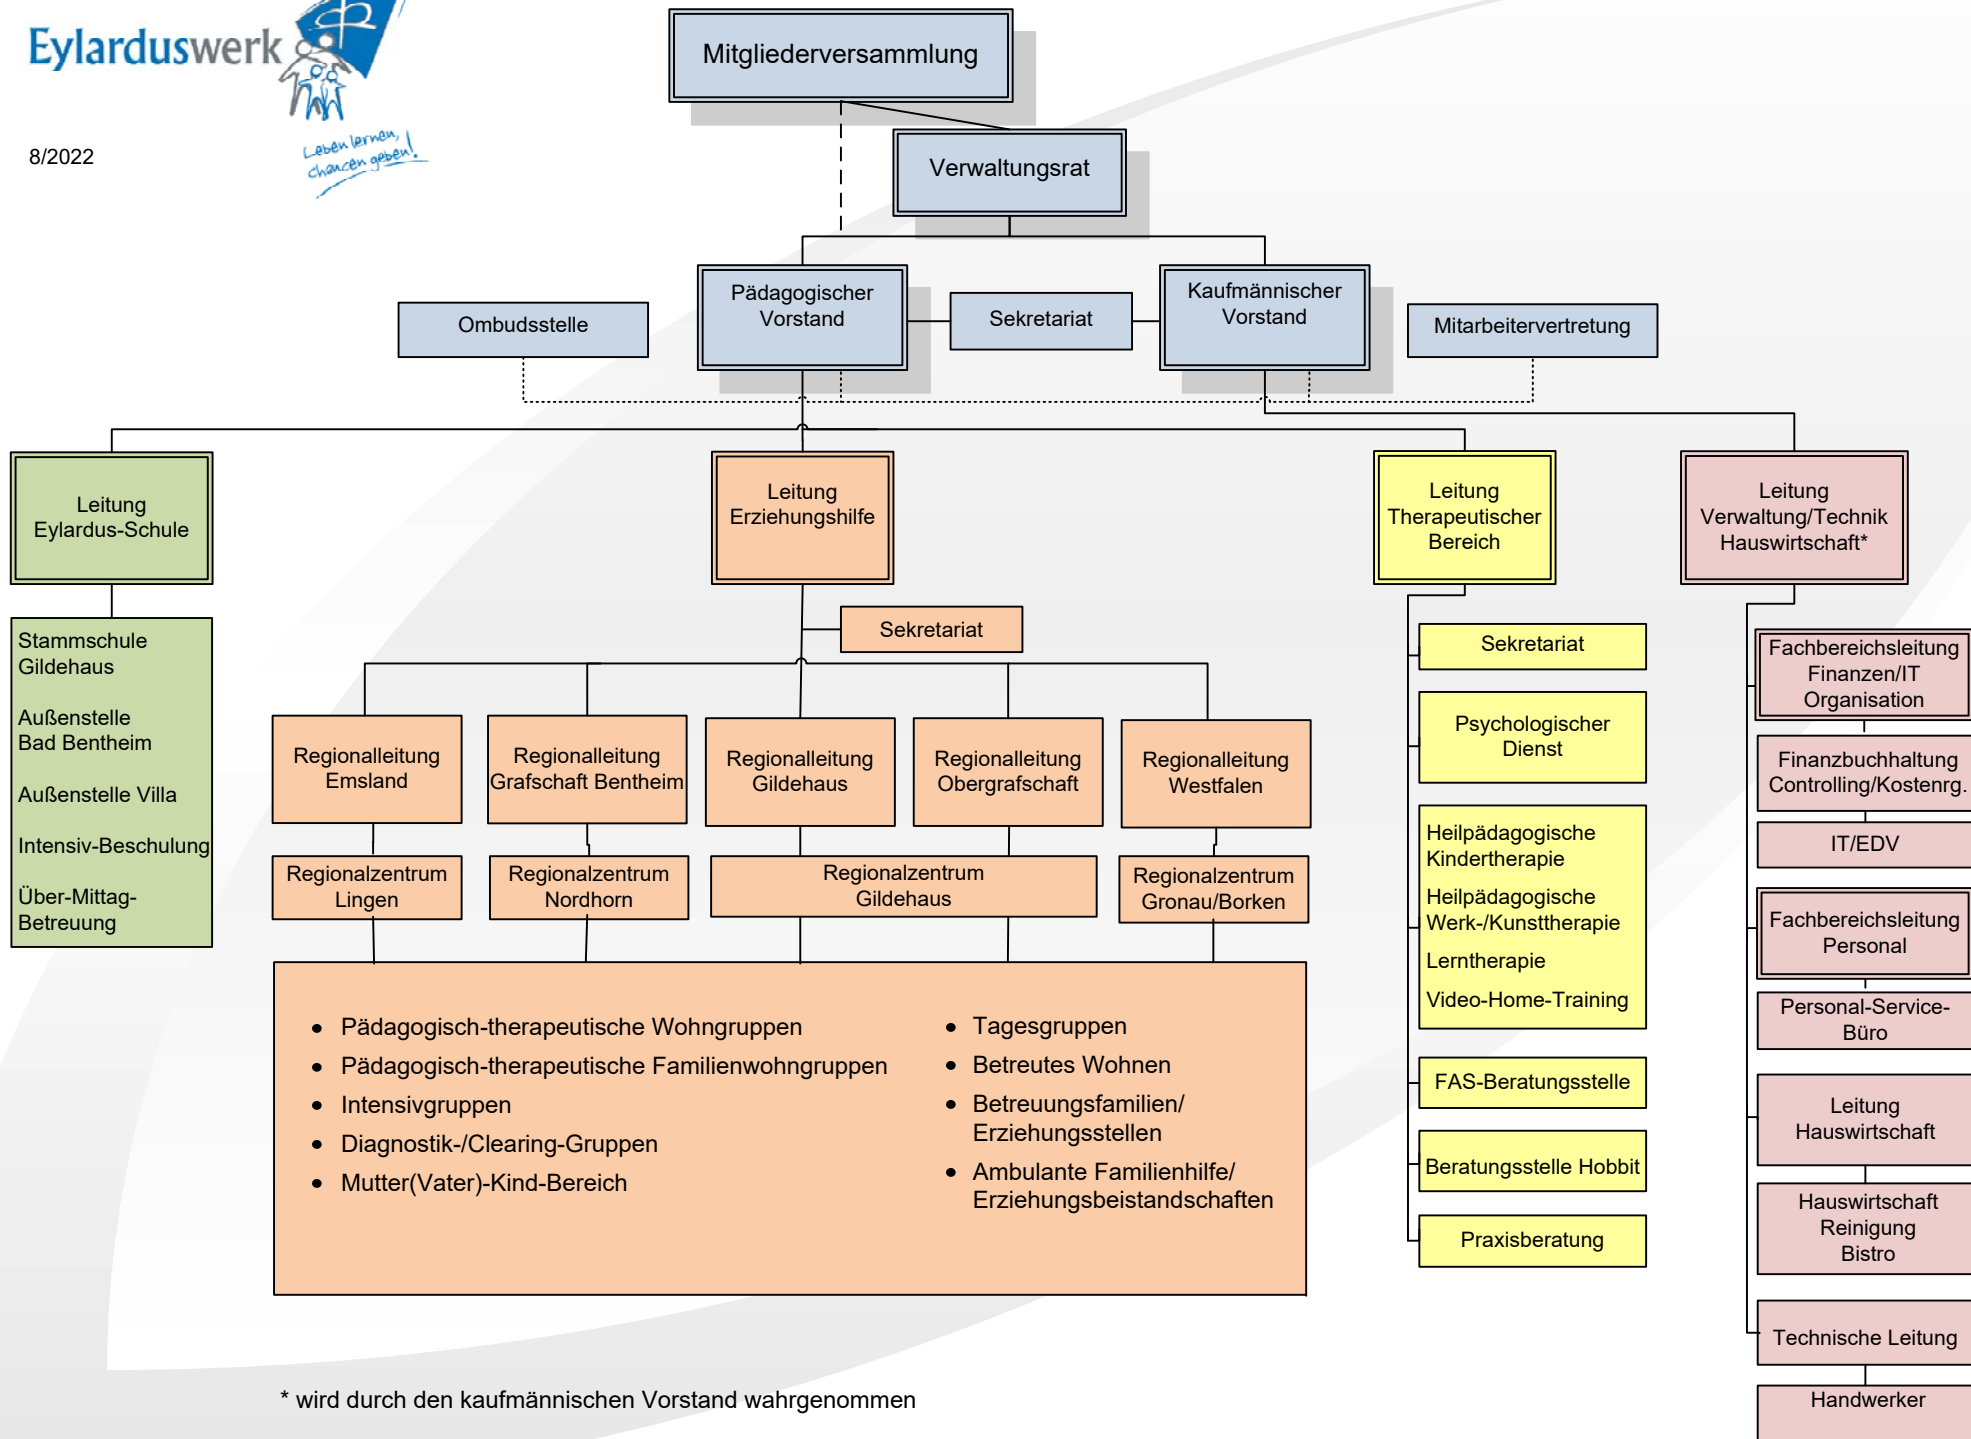 Eylarduswerk
Leben lernen,
Chancen geben!
8/2022
Mitgliederversammlung
Verwaltungsrat
Ombudsstelle
Pädagogischer
Vorstand
Sekretariat
Kaufmännischer
Vorstand
Mitarbeitervertretung
Leitung
Eylardus-Schule
Stammschule
Gildehaus
Außenstelle
Bad Bentheim
Außenstelle Villa
Intensiv-Beschulung
Über-Mittag-
Betreuung
Leitung
Erziehungshilfe
Sekretariat
Regionalleitung
Emsland
Regionalleitung
Grafschaft Bentheim
Regionalleitung
Gildehaus
Regionalleitung
Obergrafschaft
Regionalleitung
Westfalen
Regionalzentrum
Lingen
Regionalzentrum
Nordhorn
Regionalzentrum
Gildehaus
Regionalzentrum
Gronau/Borken
• Pädagogisch-therapeutische Wohngruppen
• Pädagogisch-therapeutische Familienwohngruppen
• Intensivgruppen
• Diagnostik-/Clearing-Gruppen
• Mutter(Vater)-Kind-Bereich
• Tagesgruppen
• Betreutes Wohnen
• Betreuungsfamilien/
Erziehungsstellen
• Ambulante Familienhilfe/
Erziehungsbeistandschaften
Leitung
Therapeutischer
Bereich
Sekretariat
Psychologischer
Dienst
Heilpädagogische
Kindertherapie
Heilpädagogische
Werk-/Kunsttherapie
Lerntherapie
Video-Home-Training
FAS-Beratungsstelle
Beratungsstelle Hobbit
Praxisberatung
Leitung
Verwaltung/Technik
Hauswirtschaft*
Fachbereichsleitung
Finanzen/IT
Organisation
Finanzbuchhaltung
Controlling/Kostenrg.
IT/EDV
Fachbereichsleitung
Personal
Personal-Service-
Büro
Leitung
Hauswirtschaft
Hauswirtschaft
Reinigung
Bistro
Technische Leitung
Handwerker
* wird durch den kaufmännischen Vorstand wahrgenommen